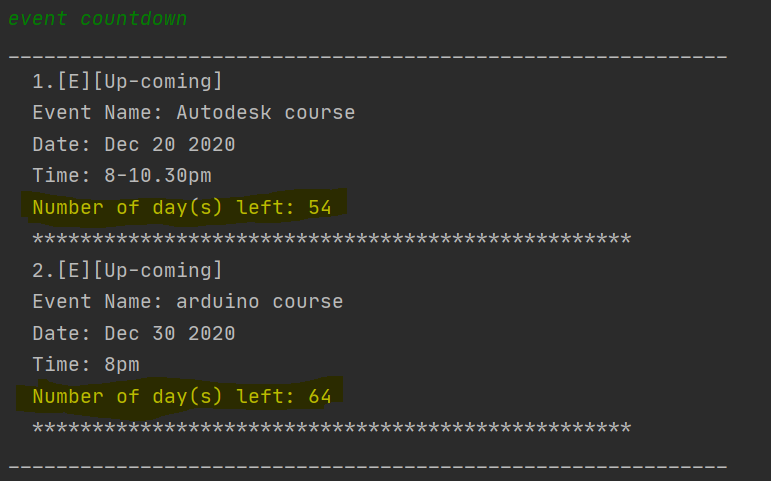 event countdown
____________________________________________________________
1.[E][Up-coming]
Event Name: Autodesk course
Date: Dec 20 2020
Time: 8-10.30pm
Number of day(s) left: 54
**************************************************
2.[E][Up-coming]
Event Name: arduino course
Date: Dec 30 2020
Time: 8pm
Number of day(s) left: 64
**************************************************
____________________________________________________________